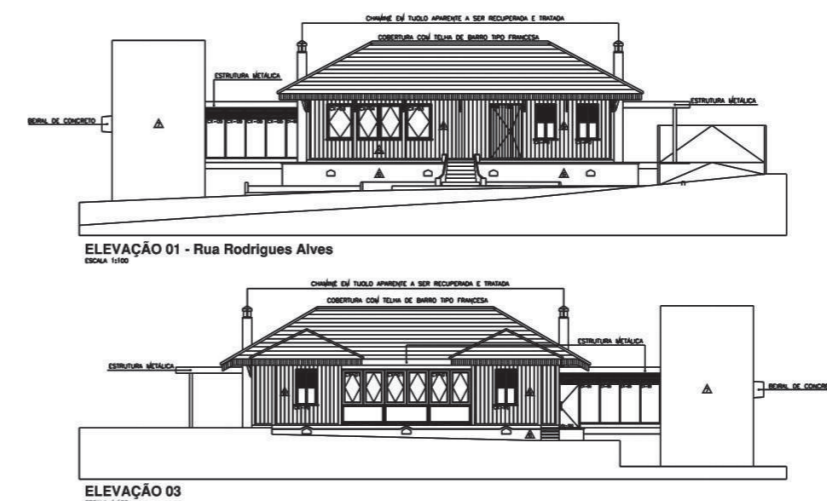 CHAMINÉ EM TIJOLO APARENTE A SER RECUPERADA E TRATADA
COBERTURA COM TELHA DE BARRO TIPO FRANCESA
ESTRUTURA METÁLICA
ESTRUTURA METÁLICA
BEIRAL DE CONCRETO
ELEVAÇÃO 01 - Rua Rodrigues Alves
ESCALA 1:100
CHAMINÉ EM TIJOLO APARENTE A SER RECUPERADA E TRATADA
COBERTURA COM TELHA DE BARRO TIPO FRANCESA
ESTRUTURA METÁLICA
ESTRUTURA METÁLICA
BEIRAL DE CONCRE
ELEVAÇÃO 03